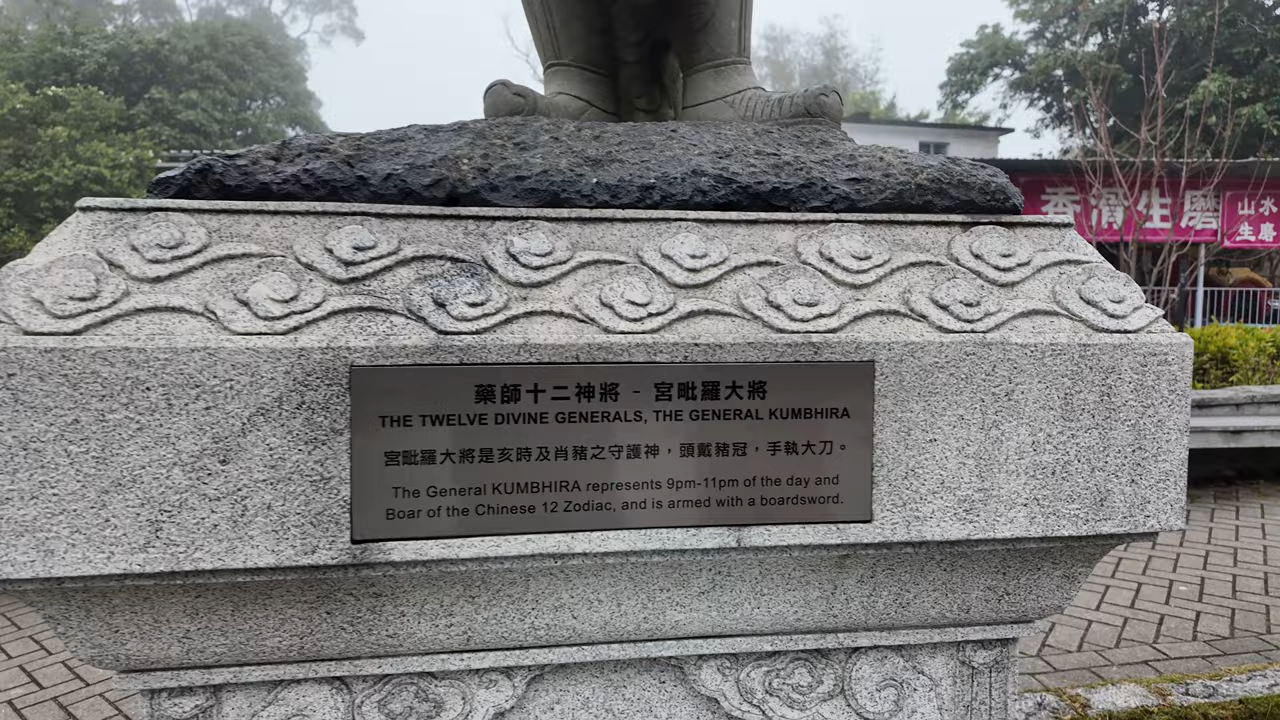 香滑生磨
山水
生磨
藥師十二神將 - 宮毗羅大將
THE TWELVE DIVINE GENERALS, THE GENERAL KUMBHIRA
宮毗羅大將是亥時及肖豬之守護神，頭戴豬冠，手執大刀。
The General KUMBHIRA represents 9pm-11pm of the day and
Boar of the Chinese 12 Zodiac, and is armed with a boardsword.